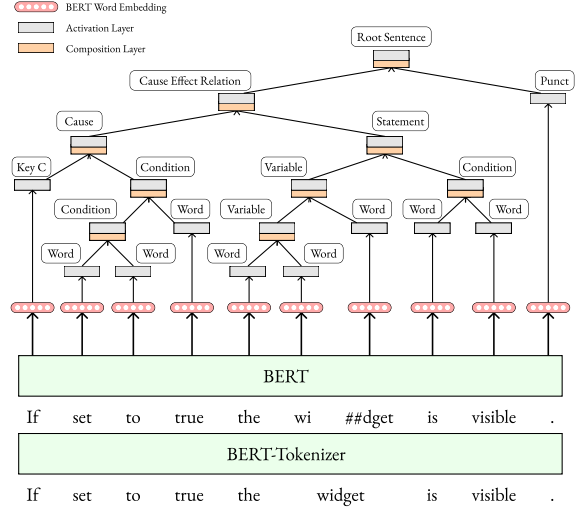 BERT Word Embedding
Activation Layer
Composition Layer
Root Sentence
Cause Effect Relation
Punct
Cause
Statement
Key C
Condition
Variable
Condition
Condition
Word
Variable
Word
Word
Word
Word
Word
Word
Word
BERT
If set to true the wi ##dget is visible .
BERT-Tokenizer
If set to true the widget is visible .